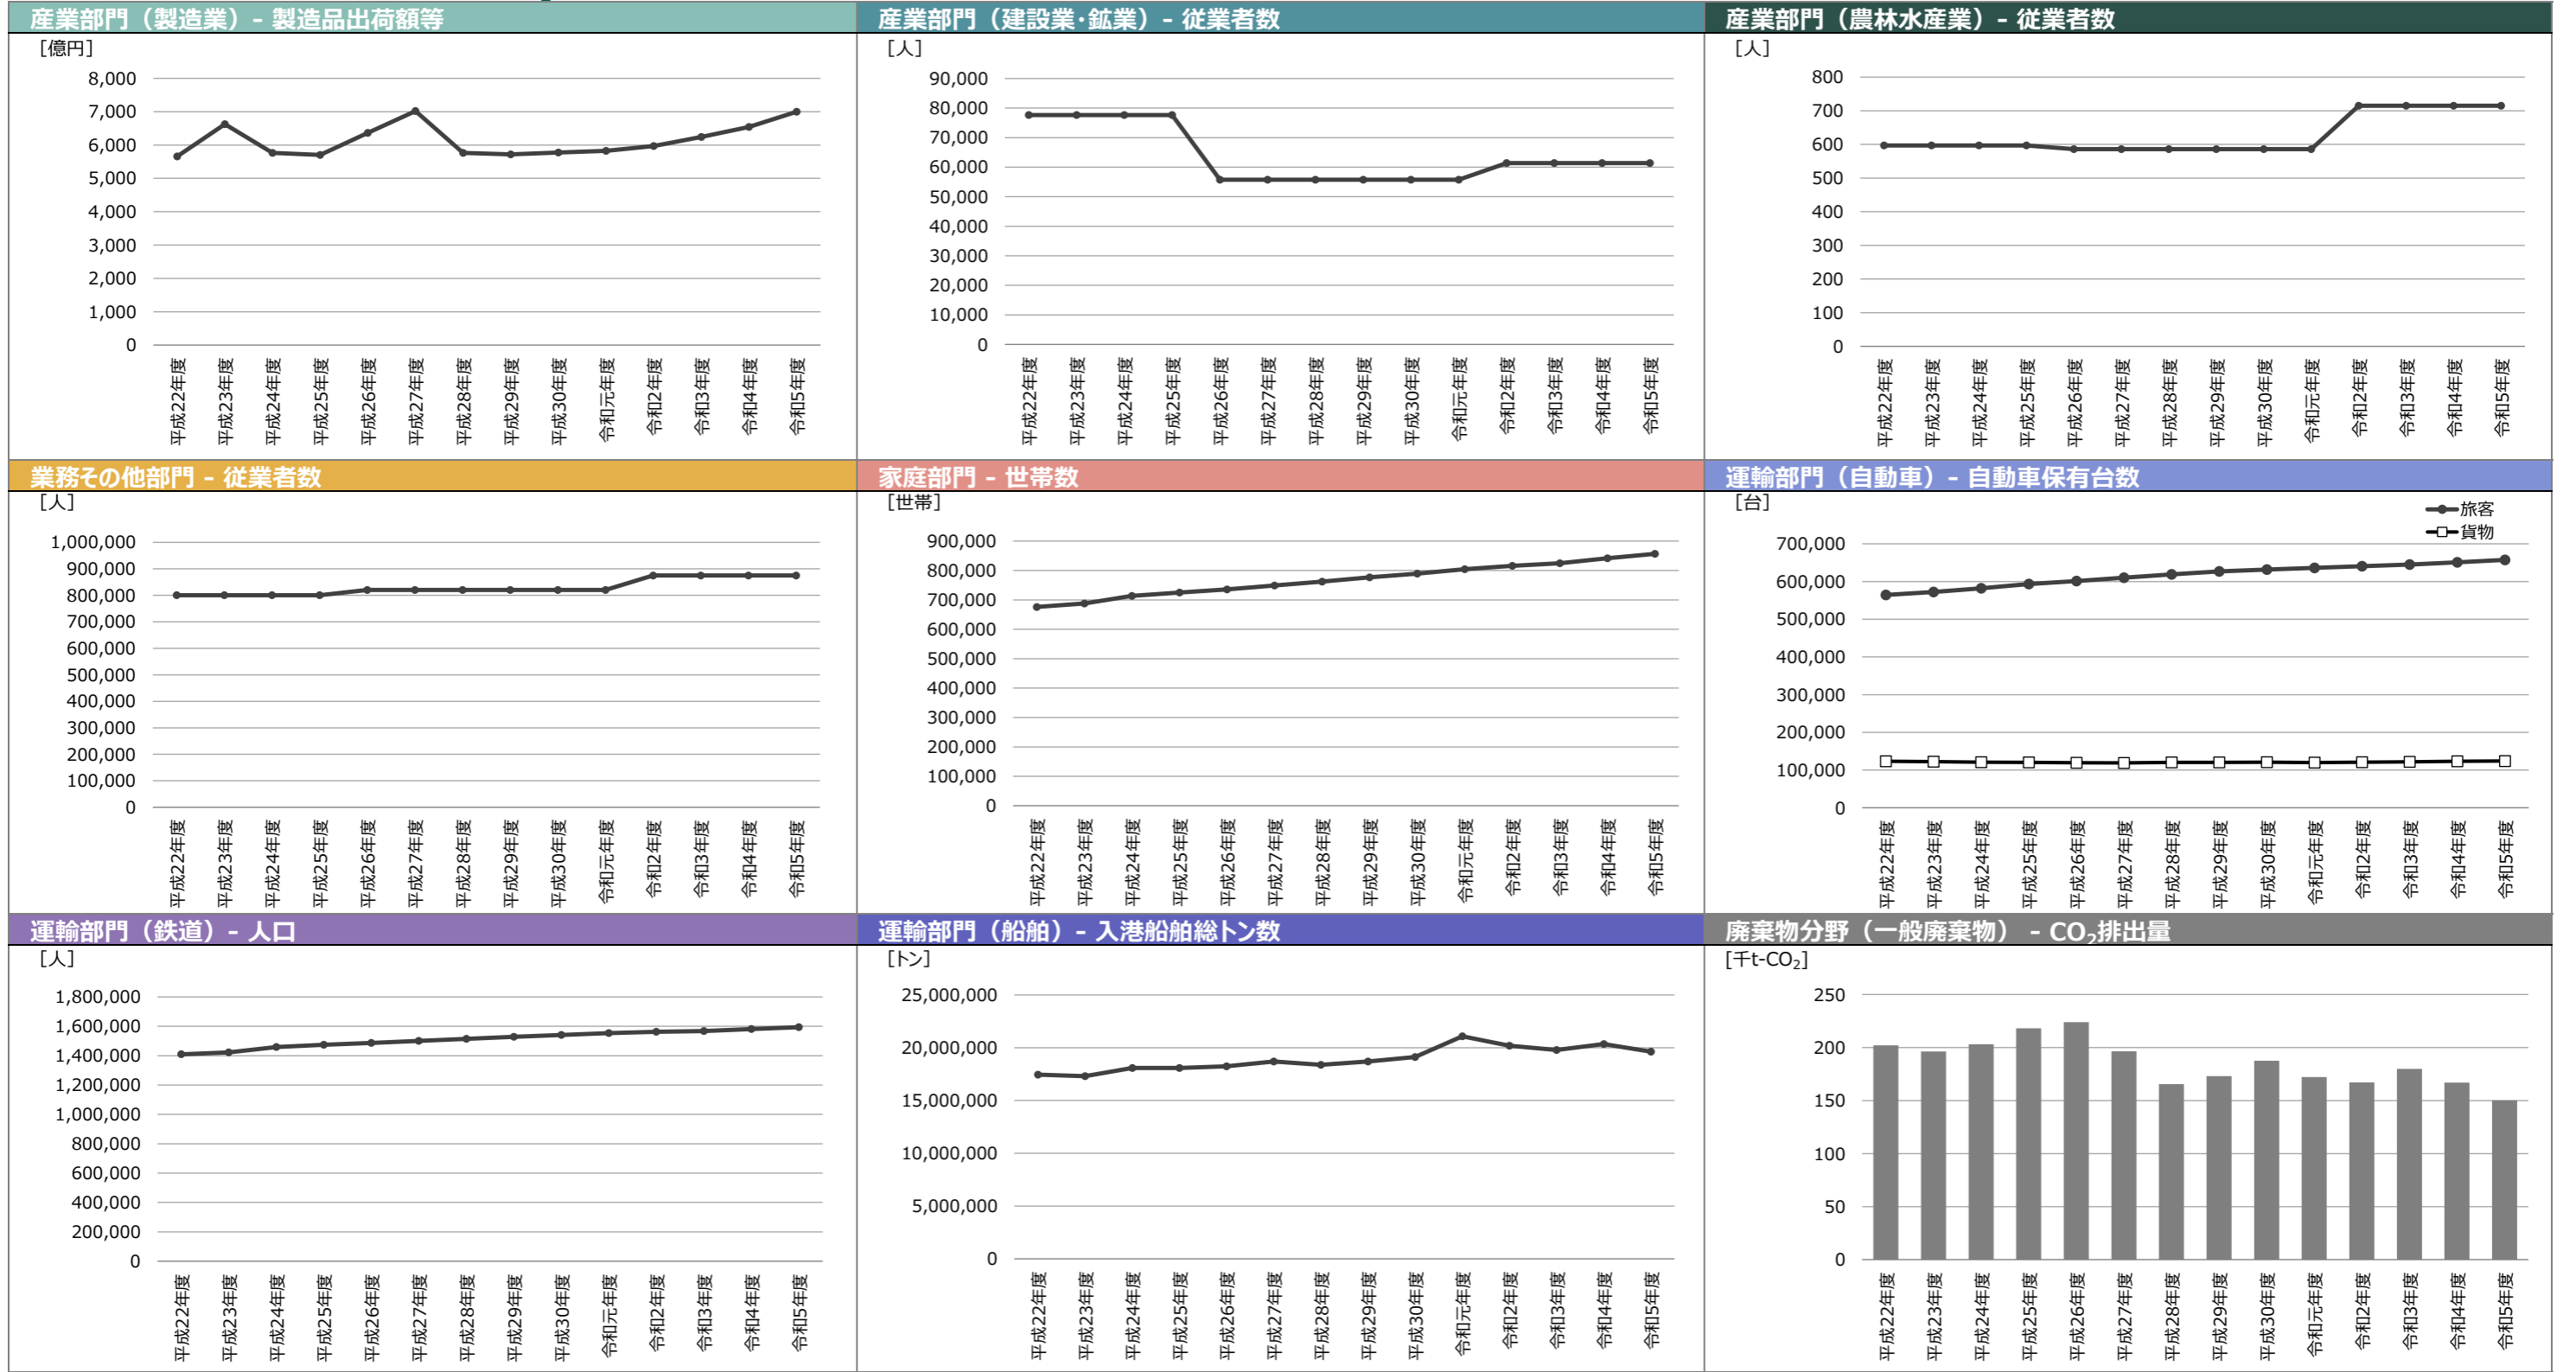 産業部門（製造業）- 製造品出荷額等
[億円]
8,000
7,000
6,000
5,000
4,000
3,000
2,000
1,000
0
平成22年度
平成23年度
平成24年度
平成25年度
平成26年度
平成27年度
平成28年度
平成29年度
平成30年度
令和元年度
令和2年度
令和3年度
令和4年度
令和5年度
産業部門（建設業・鉱業）- 従業者数
[人]
90,000
80,000
70,000
60,000
50,000
40,000
30,000
20,000
10,000
0
平成22年度
平成23年度
平成24年度
平成25年度
平成26年度
平成27年度
平成28年度
平成29年度
平成30年度
令和元年度
令和2年度
令和3年度
令和4年度
令和5年度
産業部門（農林水産業）- 従業者数
[人]
800
700
600
500
400
300
200
100
0
平成22年度
平成23年度
平成24年度
平成25年度
平成26年度
平成27年度
平成28年度
平成29年度
平成30年度
令和元年度
令和2年度
令和3年度
令和4年度
令和5年度
業務その他部門 - 従業者数
[人]
1,000,000
900,000
800,000
700,000
600,000
500,000
400,000
300,000
200,000
100,000
0
平成22年度
平成23年度
平成24年度
平成25年度
平成26年度
平成27年度
平成28年度
平成29年度
平成30年度
令和元年度
令和2年度
令和3年度
令和4年度
令和5年度
家庭部門 - 世帯数
[世帯]
900,000
800,000
700,000
600,000
500,000
400,000
300,000
200,000
100,000
0
平成22年度
平成23年度
平成24年度
平成25年度
平成26年度
平成27年度
平成28年度
平成29年度
平成30年度
令和元年度
令和2年度
令和3年度
令和4年度
令和5年度
運輸部門（自動車）- 自動車保有台数
[台]
旅客
貨物
700,000
600,000
500,000
400,000
300,000
200,000
100,000
0
平成22年度
平成23年度
平成24年度
平成25年度
平成26年度
平成27年度
平成28年度
平成29年度
平成30年度
令和元年度
令和2年度
令和3年度
令和4年度
令和5年度
運輸部門（鉄道）- 人口
[人]
1,800,000
1,600,000
1,400,000
1,200,000
1,000,000
800,000
600,000
400,000
200,000
0
平成22年度
平成23年度
平成24年度
平成25年度
平成26年度
平成27年度
平成28年度
平成29年度
平成30年度
令和元年度
令和2年度
令和3年度
令和4年度
令和5年度
運輸部門（船舶）- 入港船舶総トン数
[トン]
25,000,000
20,000,000
15,000,000
10,000,000
5,000,000
0
平成22年度
平成23年度
平成24年度
平成25年度
平成26年度
平成27年度
平成28年度
平成29年度
平成30年度
令和元年度
令和2年度
令和3年度
令和4年度
令和5年度
廃棄物分野（一般廃棄物） - CO₂排出量
[千t-CO₂]
250
200
150
100
50
0
平成22年度
平成23年度
平成24年度
平成25年度
平成26年度
平成27年度
平成28年度
平成29年度
平成30年度
令和元年度
令和2年度
令和3年度
令和4年度
令和5年度